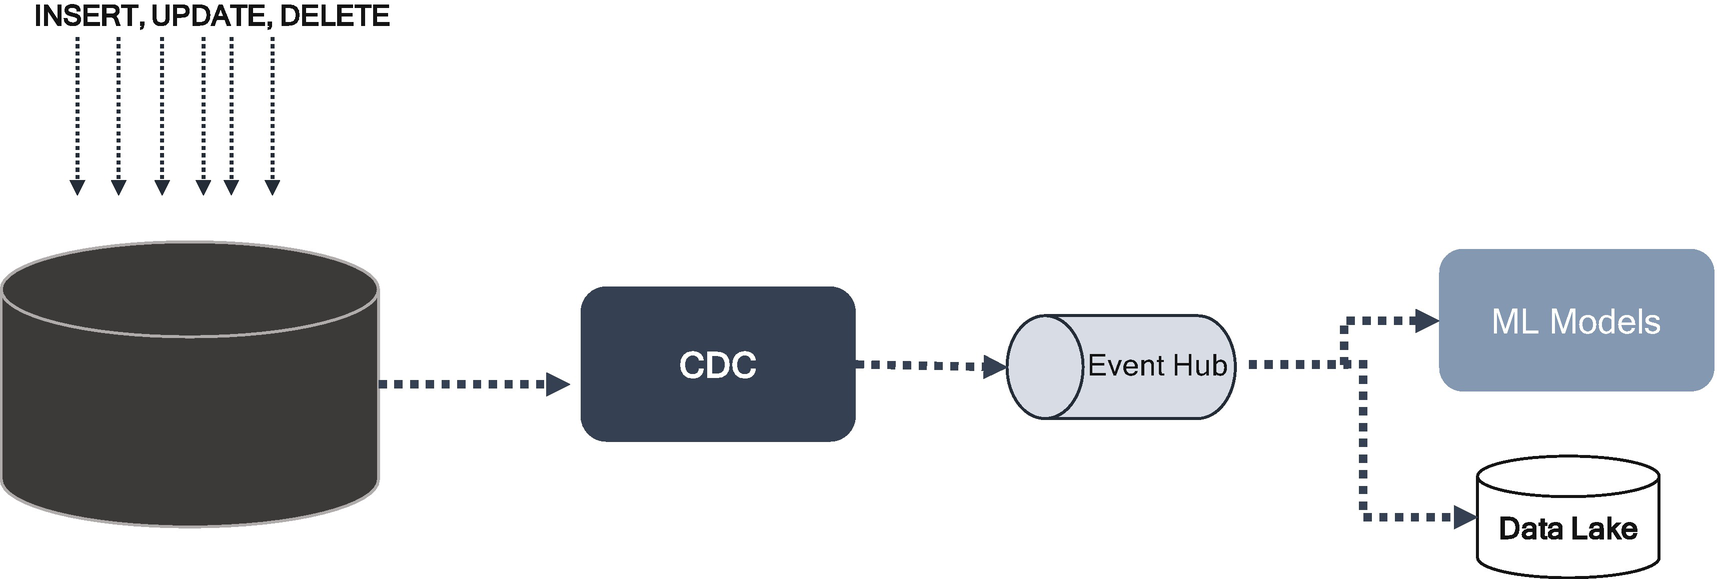 INSERT, UPDATE, DELETE
CDC
Event Hub
ML Models
Data Lake